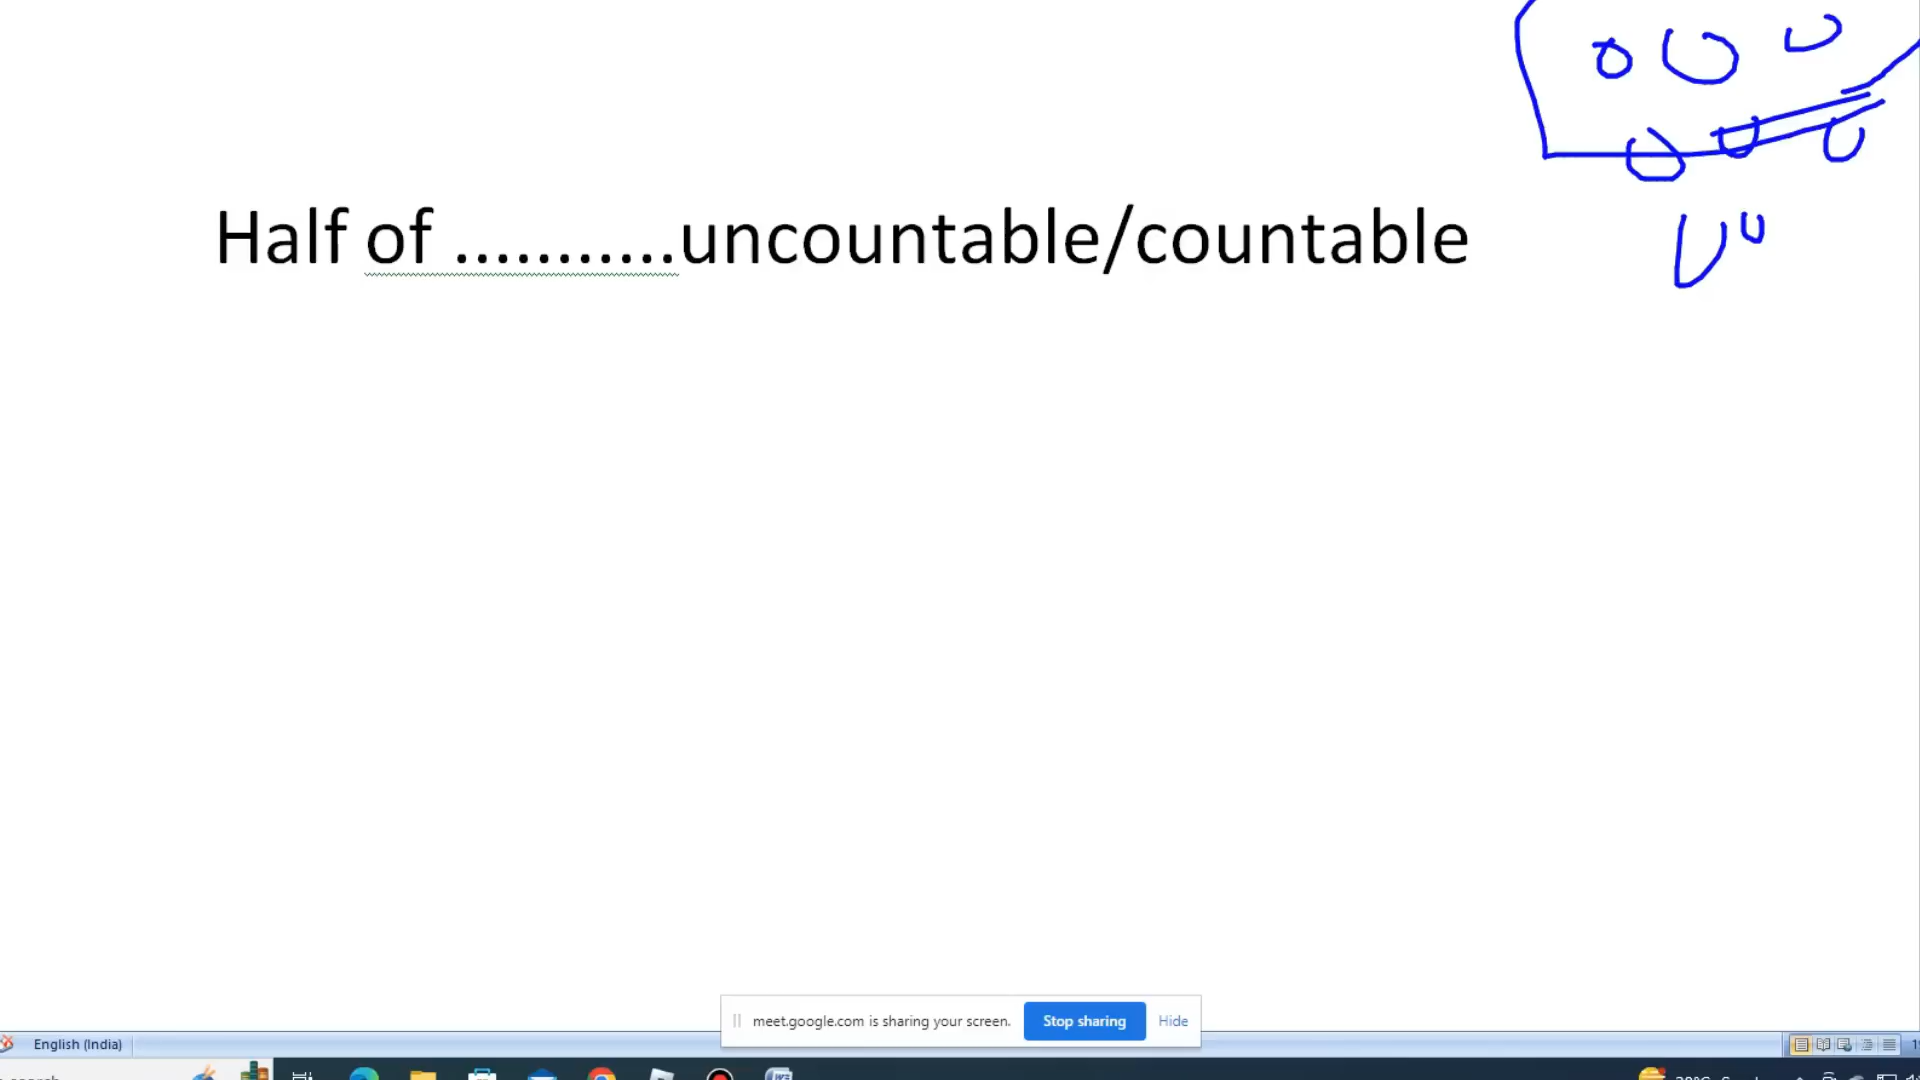 Half of ...........uncountable/countable
meet.google.com is sharing your screen. Stop sharing Hide
English (India)